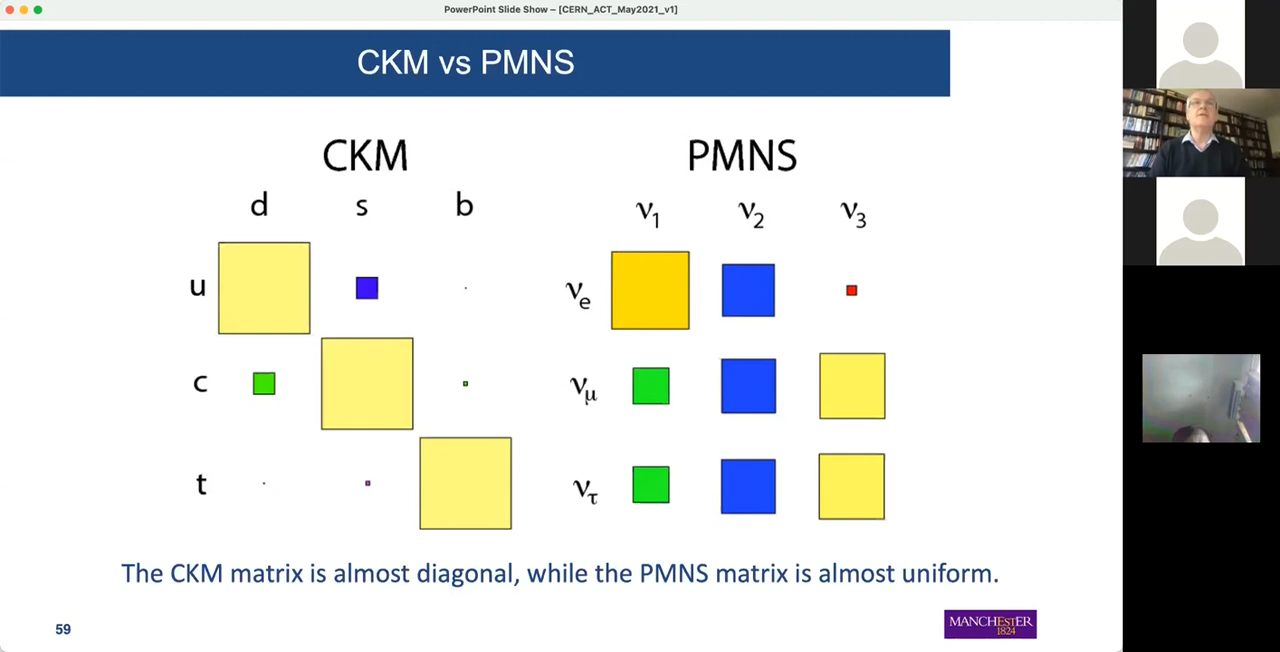 PowerPoint Slide Show – [CERN_ACT_May2021_v1]
CKM vs PMNS
CKM PMNS
d s b ν1 ν2 ν3
u νe
c νμ
t ντ
The CKM matrix is almost diagonal, while the PMNS matrix is almost uniform.
59
MANCHESTER
1824